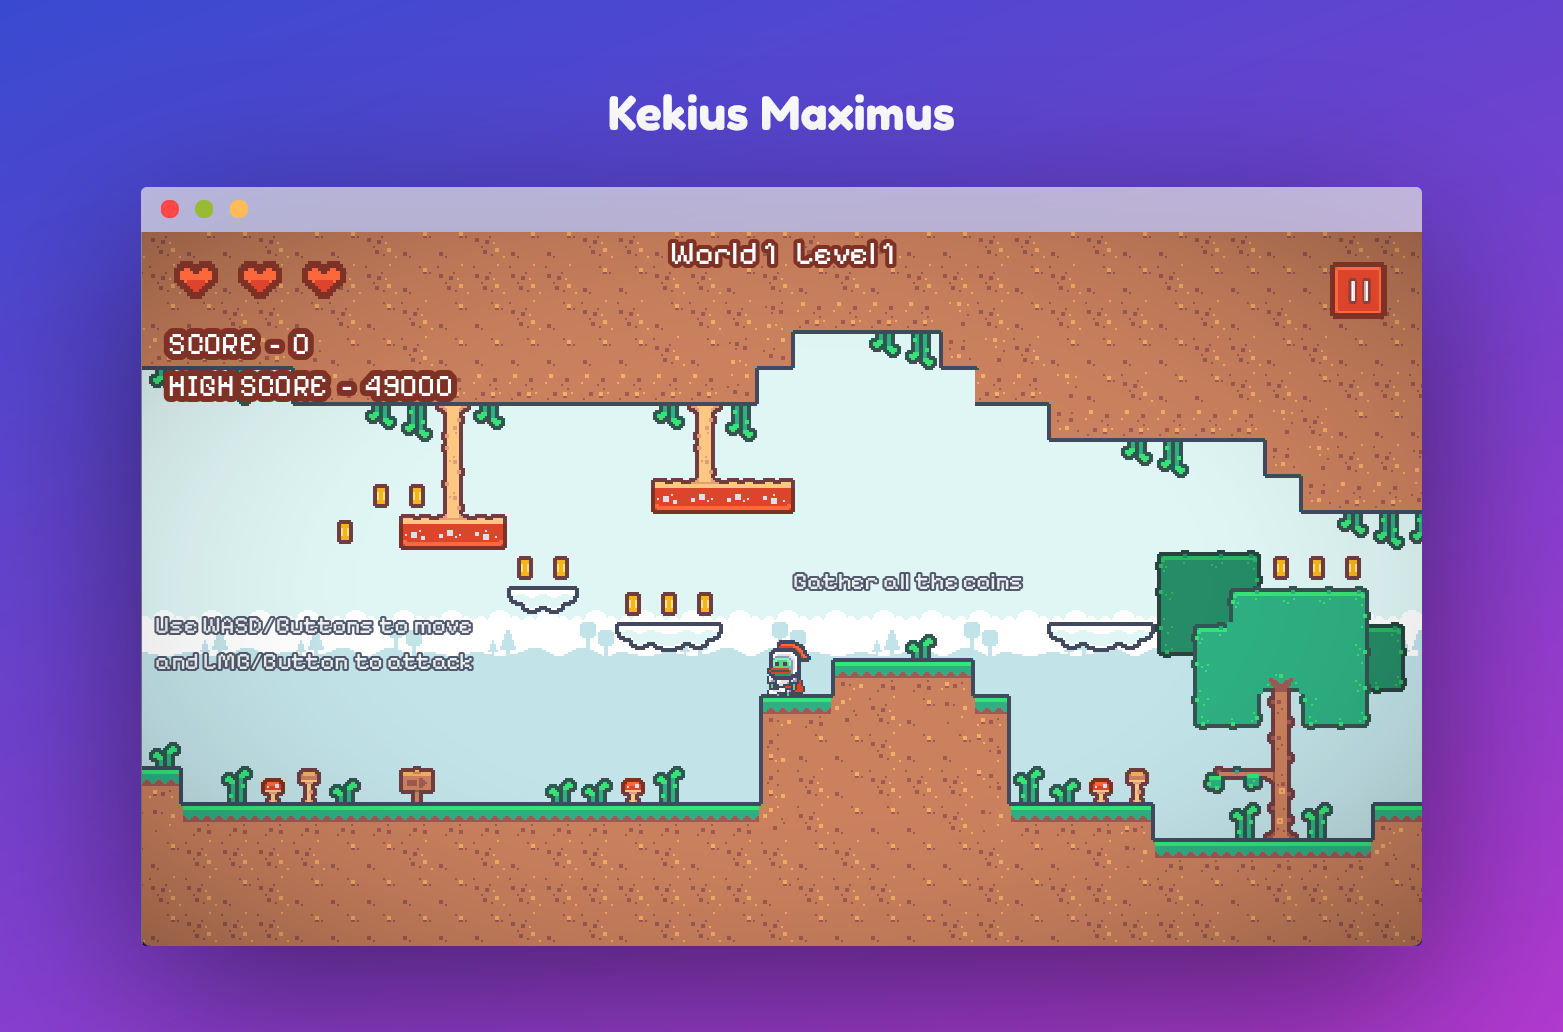 Kekius Maximus
World 1 Level 1
SCORE - 0
HIGH SCORE - 49000
Gather all the coins
Use WASD/Buttons to move
and LMB/Button to attack